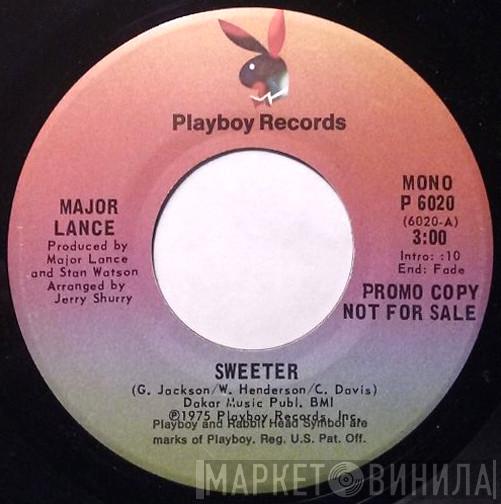 Playboy Records
MAJOR
LANCE
Produced by
Major Lance
and Stan Watson
Arranged by
Jerry Shurry
MONO
P 6020
(6020-A)
3:00
Intro: :10
End: Fade
PROMO COPY
NOT FOR SALE
SWEETER
(G. Jackson/W. Henderson/C. Davis)
Dakar Music Publ. BMI
℗1975 Playboy Records, Inc.
Playboy and Rabbit Head Symbol are
marks of Playboy, Reg. U.S. Pat. Off.
МАРКЕТ ВИНИЛА